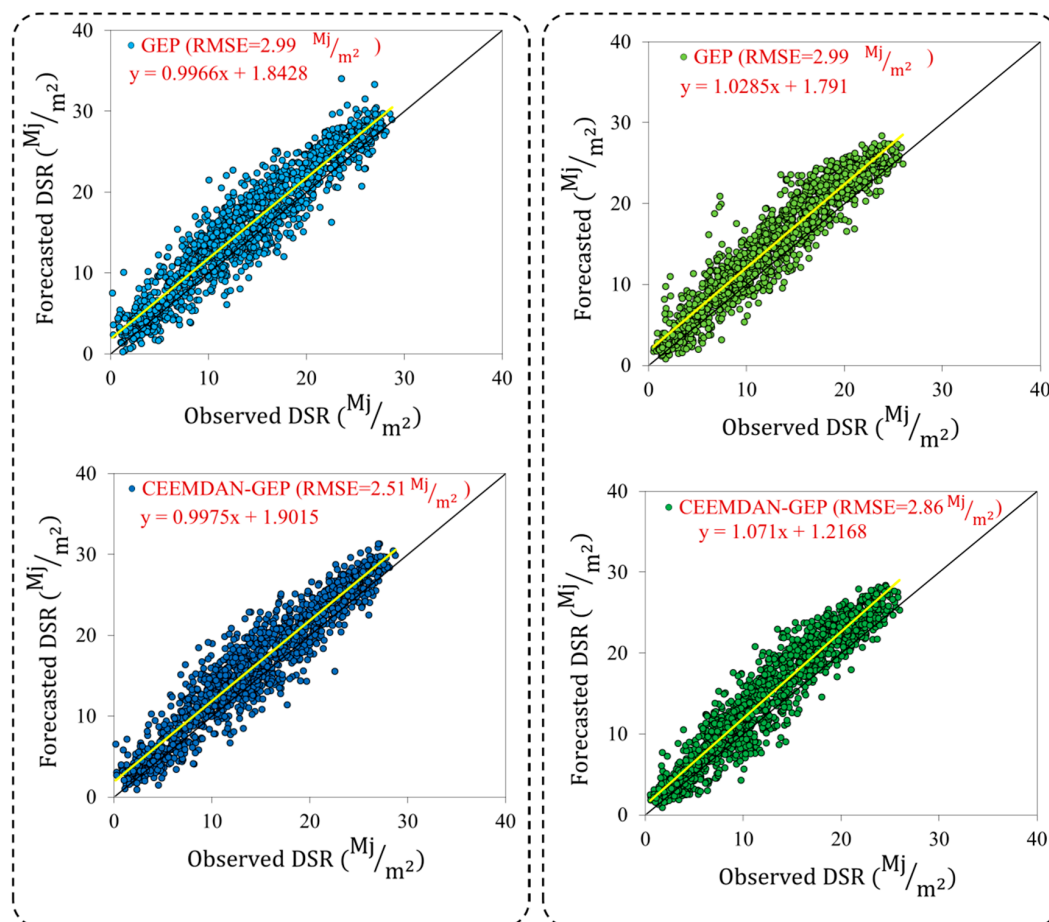 GEP (RMSE=2.99 Mj/m²)
y = 0.9966x + 1.8428
Forecasted DSR (Mj/m²)
40
30
20
10
0
0 10 20 30 40
Observed DSR (Mj/m²)
GEP (RMSE=2.99 Mj/m²)
y = 1.0285x + 1.791
Forecasted (Mj/m²)
40
30
20
10
0
0 10 20 30 40
Observed DSR (Mj/m²)
CEEMDAN-GEP (RMSE=2.51 Mj/m²)
y = 0.9975x + 1.9015
Forecasted DSR (Mj/m²)
40
30
20
10
0
0 10 20 30 40
Observed DSR (Mj/m²)
CEEMDAN-GEP (RMSE=2.86 Mj/m²)
y = 1.071x + 1.2168
Forecasted DSR (Mj/m²)
40
30
20
10
0
0 10 20 30 40
Observed DSR (Mj/m²)